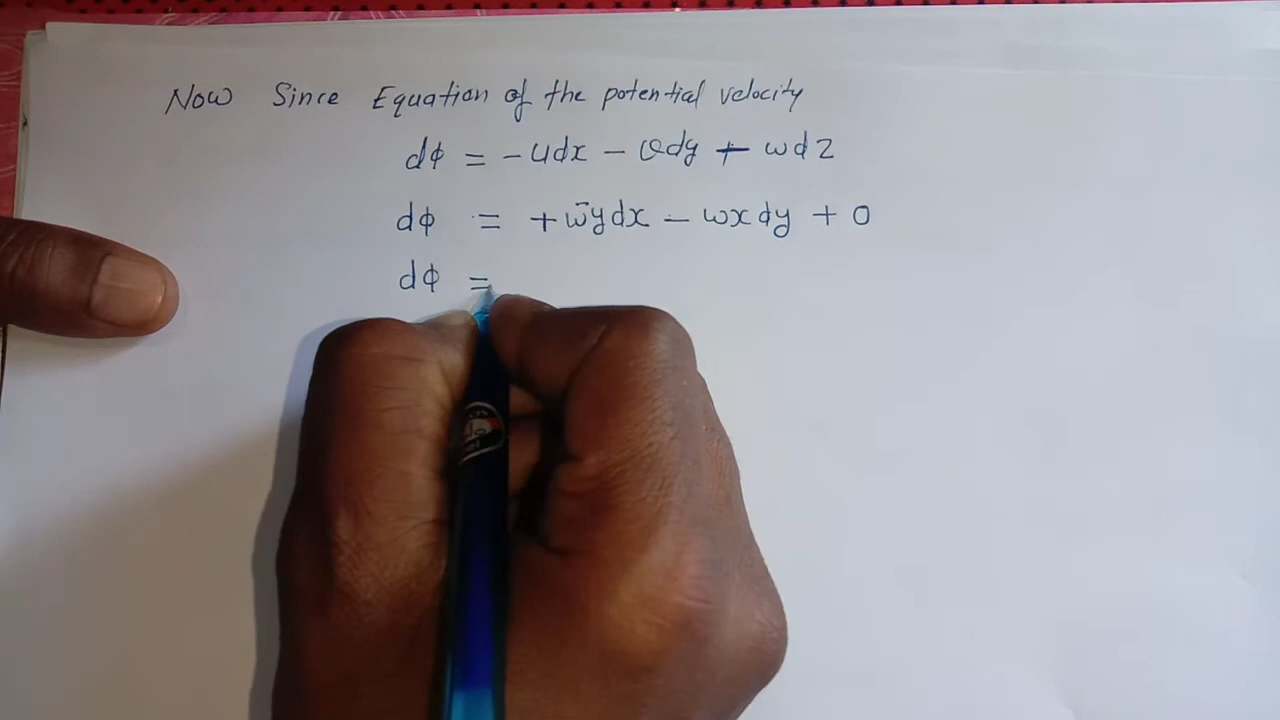 Now Since Equation of the potential velocity
dϕ = -udx - vdy + wdz
dϕ = +ωydx - ωxdy + 0
dϕ =